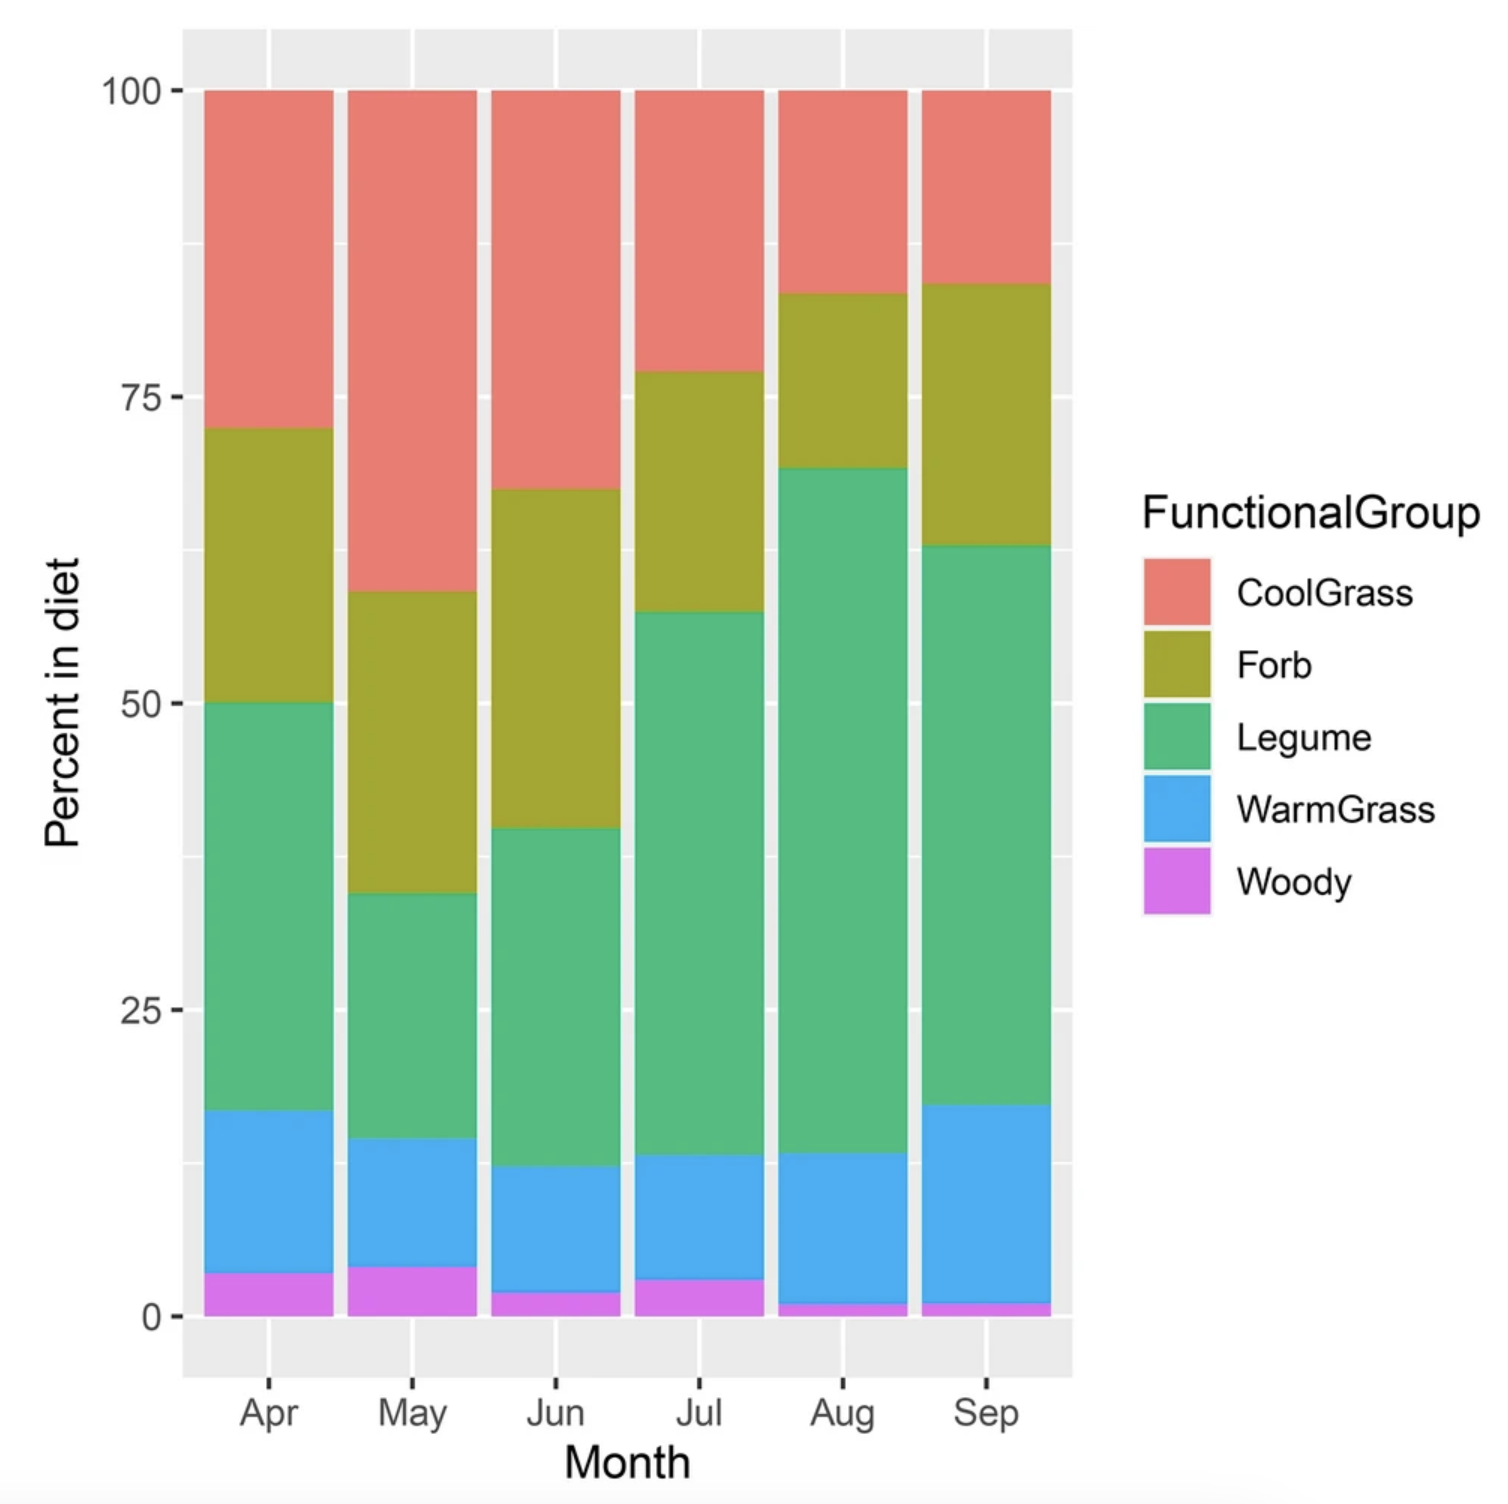 100
75
50
25
0
Percent in diet
Apr May Jun Jul Aug Sep
Month
FunctionalGroup
CoolGrass
Forb
Legume
WarmGrass
Woody